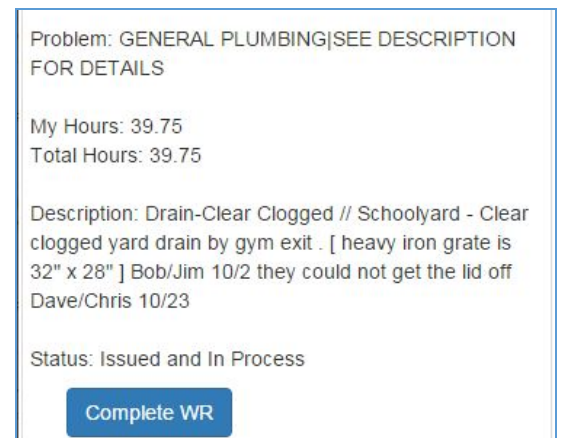 Problem: GENERAL PLUMBING|SEE DESCRIPTION
FOR DETAILS
My Hours: 39.75
Total Hours: 39.75
Description: Drain-Clear Clogged // Schoolyard - Clear
clogged yard drain by gym exit . [ heavy iron grate is
32" x 28" ] Bob/Jim 10/2 they could not get the lid off
Dave/Chris 10/23
Status: Issued and In Process
Complete WR